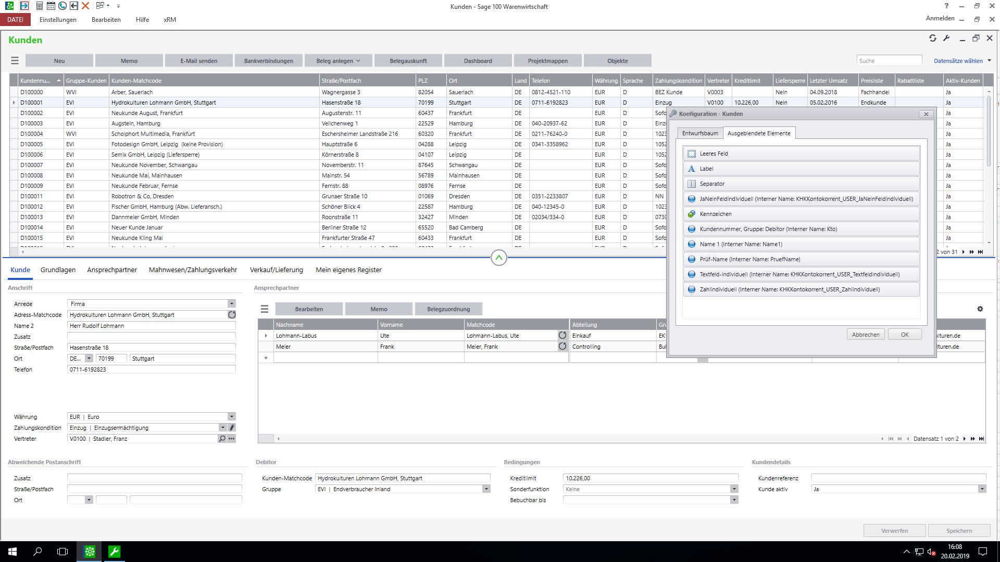 Kunden - Sage 100 Warenwirtschaft
DATEI Einstellungen Bearbeiten Hilfe xRM Anmelden
Kunden
Neu Memo E-Mail senden Bankverbindungen Beleg anlegen Belegauskunft Dashboard Projektmappen Objekte Suche Datensätze wählen
Kundennu... Gruppe-Kunden Kunden-Matchcode Straße/Postfach PLZ Ort Land Telefon Währung Sprache Zahlungskondition Vertreter Kreditlimit Liefersperre Letzter Umsatz Preisliste Rabattliste Aktiv-Kunden
D100000 WVI Arber, Sauerlach Wagnergasse 3 82054 Sauerlach DE 0812-4521-110 EUR D BEZ Kunde V0003 Nein 04.09.2018 Fachhandel Ja
D100001 EVI Hydrokulturen Lohmann GmbH, Stuttgart Hasenstraße 18 70199 Stuttgart DE 0711-6192823 EUR D Einzug V0100 10.226,00 Nein 05.02.2016 Endkunde Ja
D100002 EVI Neukunde August, Frankfurt Augustenstr. 11 60437 Frankfurt DE EUR D Sofo Ja
D100003 EVI Augstein, Hamburg Veilchenweg 1 22529 Hamburg DE 040-20937-62 EUR D Einzu Ja
D100004 WVI Scholphort Multimedia, Frankfurt Eschersheimer Landstraße 216 60320 Frankfurt DE 0211-76240-0 EUR D 1023 Ja
D100005 EVI Fotodesign GmbH, Leipzig (keine Provision) Hauptstraße 6 04288 Leipzig DE 0341-3358962 EUR D 1052 Ja
D100006 EVI Semix GmbH, Leipzig (Liefersperre) Körnerstraße 8 04107 Leipzig DE EUR D 1052 Ja
D100007 EVI Neukunde November, Schwangau Novemberstr. 11 87645 Schwangau DE EUR D Sofo Ja
D100008 EVI Neukunde Mai, Mainhausen Mainstr. 54 56789 Mainhausen DE EUR D Sofo Ja
D100009 EVI Neukunde Februar, Fernse Fernstr. 88 08976 Fernse DE EUR D Sofo Ja
D100011 EVI Robotron & Co, Dresden Grunaer Straße 10 01069 Dresden DE 0351-2233807 EUR D NN Ja
D100012 EVI Fischer GmbH, Hamburg (Abw. Lieferansch.) Schöner Blick 4 22587 Hamburg DE 040-12345-0 EUR D 1023 Ja
D100013 EVI Dannmeier GmbH, Minden Roonstraße 11 32427 Minden DE 02034/334-0 EUR D 0730 Ja
D100014 EVI Neuer Kunde Januar Berliner Straße 12 65520 Bad Camberg DE EUR D Sofo Ja
D100015 EVI Neukunde Kling Mai Frankfurter Straße 47 60433 Frankfurt DE EUR D Sofo Ja
2 von 31
Konfiguration - Kunden
Entwurfsbaum Ausgeblendete Elemente
Leeres Feld
Label
Separator
JaNeinFeldindividuell (Interner Name: KHKKontokorrent_USER_JaNeinFeldindividuell)
Kennzeichen
Kundennummer, Gruppe: Debitor (Interner Name: Kto)
Name 1 (Interner Name: Name1)
Prüf-Name (Interner Name: PruefName)
Textfeld-individuell (Interner Name: KHKKontokorrent_USER_Textfeldindividuell)
Zahlindividuell (Interner Name: KHKKontokorrent_USER_Zahlindividuell)
Abbrechen OK
Kunde Grundlagen Ansprechpartner Mahnwesen/Zahlungsverkehr Verkauf/Lieferung Mein eigenes Register
Anschrift
Anrede Firma
Adress-Matchcode Hydrokulturen Lohmann GmbH, Stuttgart
Name 2 Herr Rudolf Lohmann
Zusatz
Straße/Postfach Hasenstraße 18
Ort DE... 70199 Stuttgart
Telefon 0711-6192823
Währung EUR | Euro
Zahlungskondition Einzug | Einzugsermächtigung
Vertreter V0100 | Stadler, Franz
Ansprechpartner
Bearbeiten Memo Belegzuordnung
Nachname Vorname Matchcode Abteilung Gru
Lohmann-Labus Ute Lohmann-Labus, Ute Einkauf EK lturen.de
Meier Frank Meier, Frank Controlling Bul lturen.de
Datensatz 1 von 2
Abweichende Postanschrift
Zusatz
Straße/Postfach
Ort
Debitor
Kunden-Matchcode Hydrokulturen Lohmann GmbH, Stuttgart
Gruppe EVI | Endverbraucher Inland
Bedingungen
Kreditlimit 10.226,00
Sonderfunktion Keine
Bebuchbar bis
Kundendetails
Kundenreferenz
Kunde aktiv Ja
Verwerfen Speichern
16:08
20.02.2019